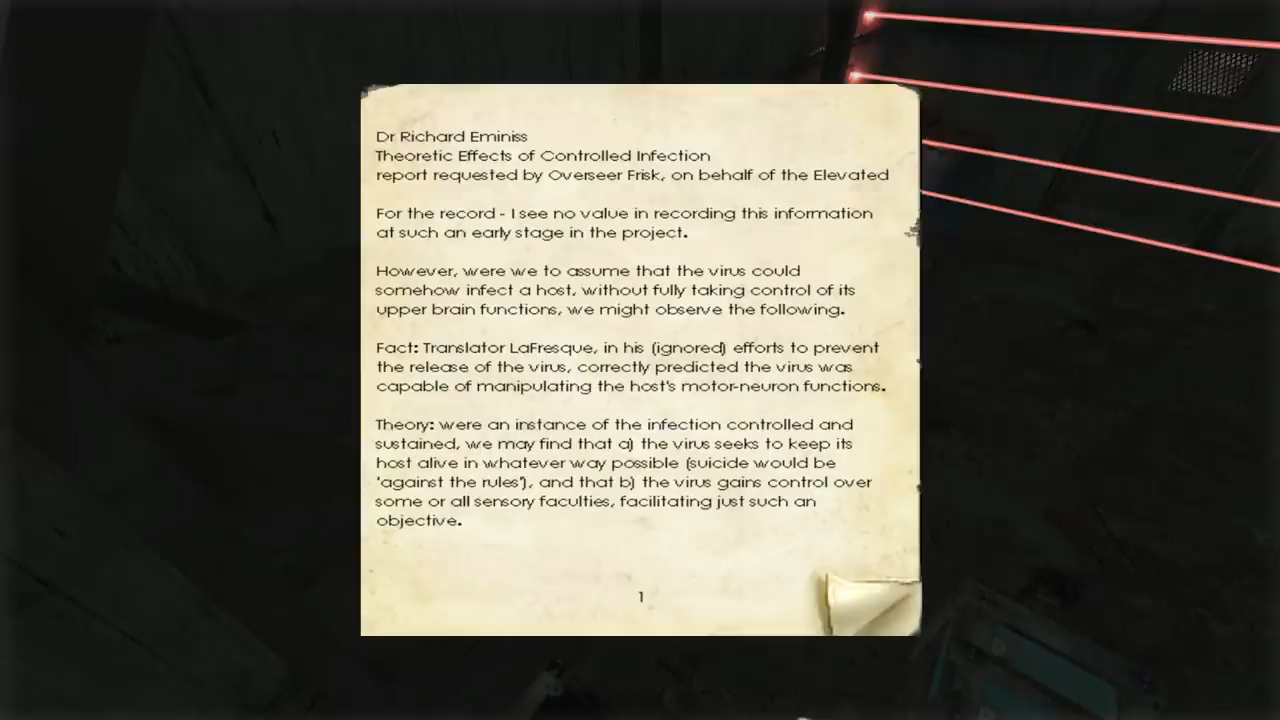 Dr Richard Eminiss
Theoretic Effects of Controlled Infection
report requested by Overseer Frisk, on behalf of the Elevated
For the record - I see no value in recording this information
at such an early stage in the project.
However, were we to assume that the virus could
somehow infect a host, without fully taking control of its
upper brain functions, we might observe the following.
Fact: Translator LaFresque, in his (ignored) efforts to prevent
the release of the virus, correctly predicted the virus was
capable of manipulating the host's motor-neuron functions.
Theory: were an instance of the infection controlled and
sustained, we may find that a) the virus seeks to keep its
host alive in whatever way possible (suicide would be
'against the rules'), and that b) the virus gains control over
some or all sensory faculties, facilitating just such an
objective.
1